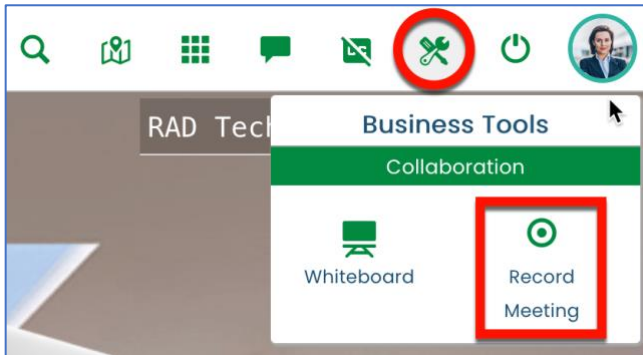 RAD Tech
Business Tools
Collaboration
Whiteboard
Record
Meeting